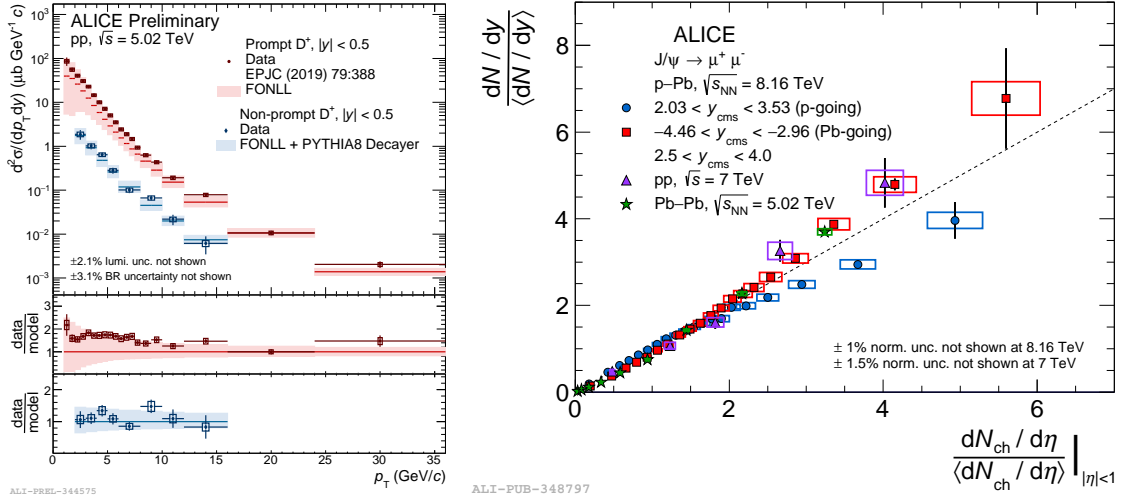 ALICE Preliminary
pp, √s = 5.02 TeV
Prompt D⁺, |y| < 0.5
Data
EPJC (2019) 79:388
FONLL
Non-prompt D⁺, |y| < 0.5
Data
FONLL + PYTHIA8 Decayer
d²σ/(dp_T dy) (μb GeV⁻¹ c)
10³
10²
10
1
10⁻¹
10⁻²
10⁻³
±2.1% lumi. unc. not shown
±3.1% BR uncertainty not shown
data
model
3
2
1
data
model
2
1
0 5 10 15 20 25 30 35
p_T (GeV/c)
ALI-PREL-344575
dN / dy
⟨dN / dy⟩
ALICE
J/ψ → μ⁺ μ⁻
p–Pb, √s_NN = 8.16 TeV
2.03 < y_cms < 3.53 (p-going)
−4.46 < y_cms < −2.96 (Pb-going)
2.5 < y_cms < 4.0
pp, √s = 7 TeV
Pb–Pb, √s_NN = 5.02 TeV
8
6
4
2
0
± 1% norm. unc. not shown at 8.16 TeV
± 1.5% norm. unc. not shown at 7 TeV
0 2 4 6
dN_ch / dη
⟨dN_ch / dη⟩ |_|η|<1
ALI-PUB-348797